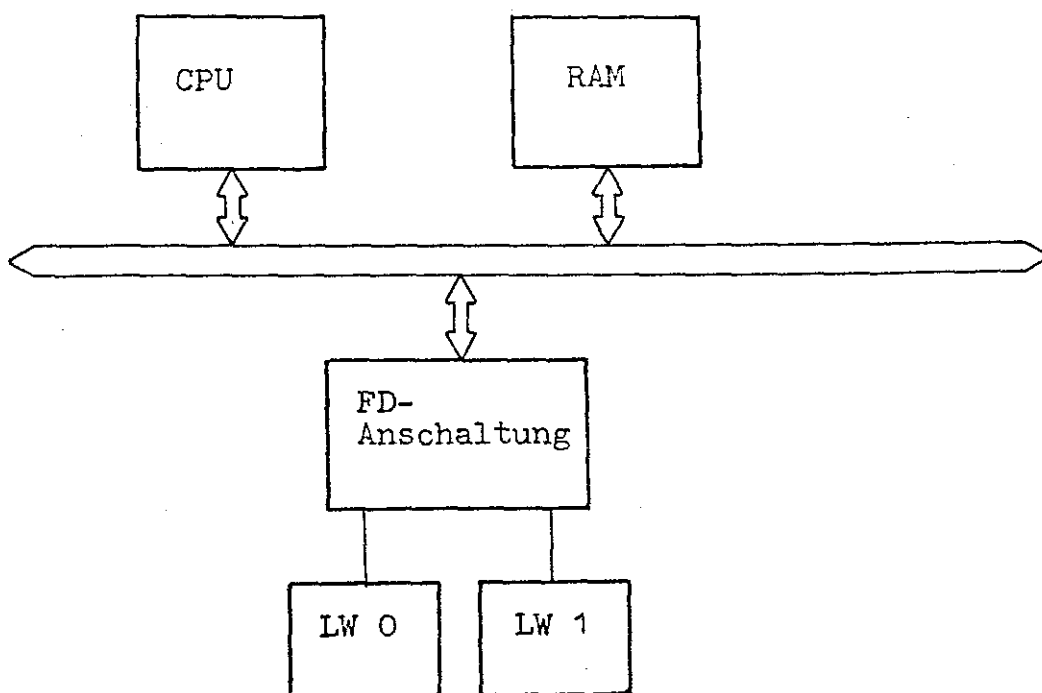 CPU
RAM
FD-
Anschaltung
LW 0
LW 1